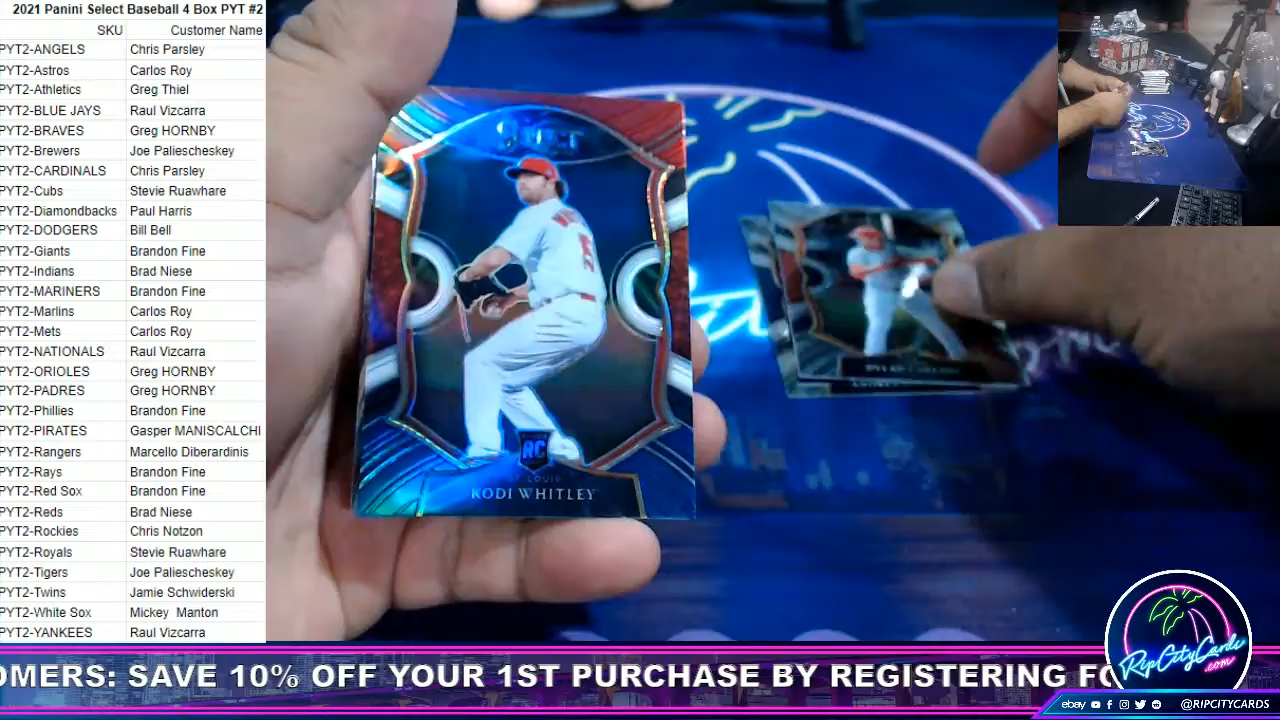 2021 Panini Select Baseball 4 Box PYT #2
SKU Customer Name
PYT2-ANGELS Chris Parsley
PYT2-Astros Carlos Roy
PYT2-Athletics Greg Thiel
PYT2-BLUE JAYS Raul Vizcarra
PYT2-BRAVES Greg HORNBY
PYT2-Brewers Joe Paliescheskey
PYT2-CARDINALS Chris Parsley
PYT2-Cubs Stevie Ruawhare
PYT2-Diamondbacks Paul Harris
PYT2-DODGERS Bill Bell
PYT2-Giants Brandon Fine
PYT2-Indians Brad Niese
PYT2-MARINERS Brandon Fine
PYT2-Marlins Carlos Roy
PYT2-Mets Carlos Roy
PYT2-NATIONALS Raul Vizcarra
PYT2-ORIOLES Greg HORNBY
PYT2-PADRES Greg HORNBY
PYT2-Phillies Brandon Fine
PYT2-PIRATES Gasper MANISCALCHI
PYT2-Rangers Marcello Diberardinis
PYT2-Rays Brandon Fine
PYT2-Red Sox Brandon Fine
PYT2-Reds Brad Niese
PYT2-Rockies Chris Notzon
PYT2-Royals Stevie Ruawhare
PYT2-Tigers Joe Paliescheskey
PYT2-Twins Jamie Schwiderski
PYT2-White Sox Mickey Manton
PYT2-YANKEES Raul Vizcarra
Select
RC
ST. LOUIS
KODI WHITLEY
OMERS: SAVE 10% OFF YOUR 1ST PURCHASE BY REGISTERING FO
RipCityCards
.com
ebay @RIPCITYCARDS